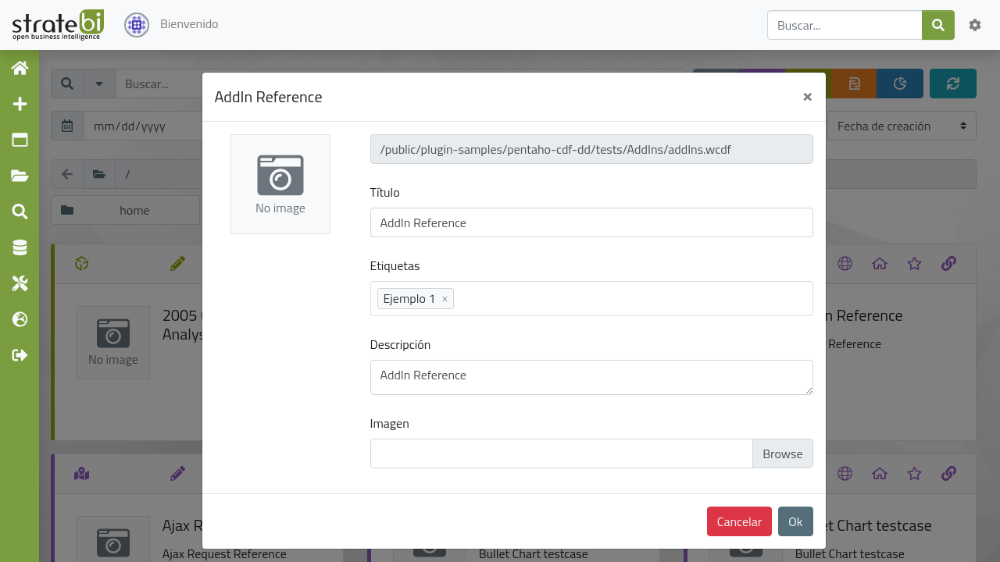 stratebi
open business intelligence
Bienvenido
Buscar...
Buscar...
mm/dd/yyyy
Fecha de creación
/
home
AddIn Reference
×
No image
/public/plugin-samples/pentaho-cdf-dd/tests/AddIns/addIns.wcdf
Título
AddIn Reference
Etiquetas
Ejemplo 1 ×
Descripción
AddIn Reference
Imagen
Browse
Cancelar
Ok
2005
Analys
No image
n Reference
Reference
Ajax R
Ajax Request Reference
Bullet Chart testcase
et Chart testcase
Bullet Chart testcase